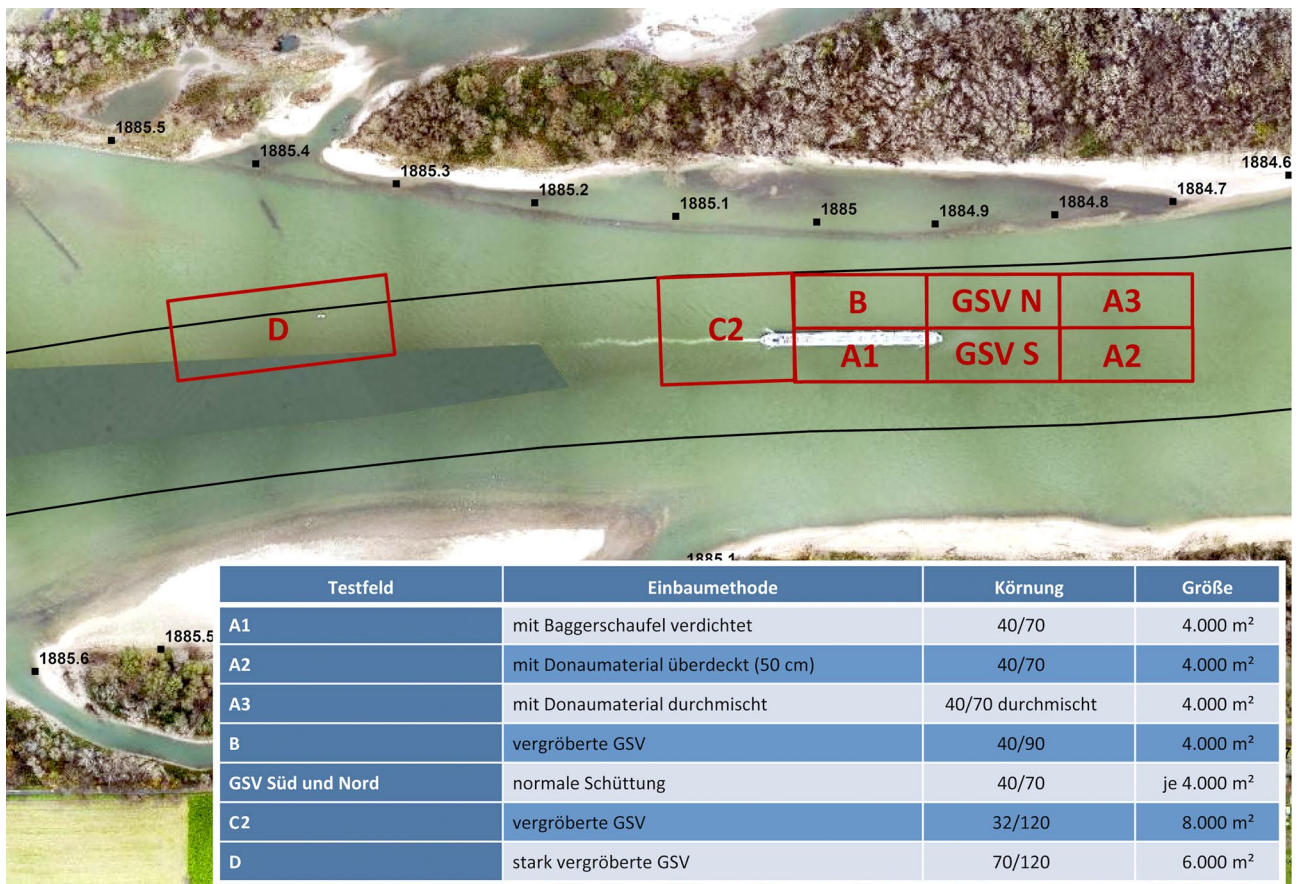 1885.5
1885.4
1885.3
1885.2
1885.1
1885
1884.9
1884.8
1884.7
1884.6
D
C2
B
GSV N
A3
A1
GSV S
A2
1885.1
1885.5
1885.6
Testfeld Einbaumethode Körnung Größe
A1 mit Baggerschaufel verdichtet 40/70 4.000 m²
A2 mit Donaumaterial überdeckt (50 cm) 40/70 4.000 m²
A3 mit Donaumaterial durchmischt 40/70 durchmischt 4.000 m²
B vergröberte GSV 40/90 4.000 m²
GSV Süd und Nord normale Schüttung 40/70 je 4.000 m²
C2 vergröberte GSV 32/120 8.000 m²
D stark vergröberte GSV 70/120 6.000 m²